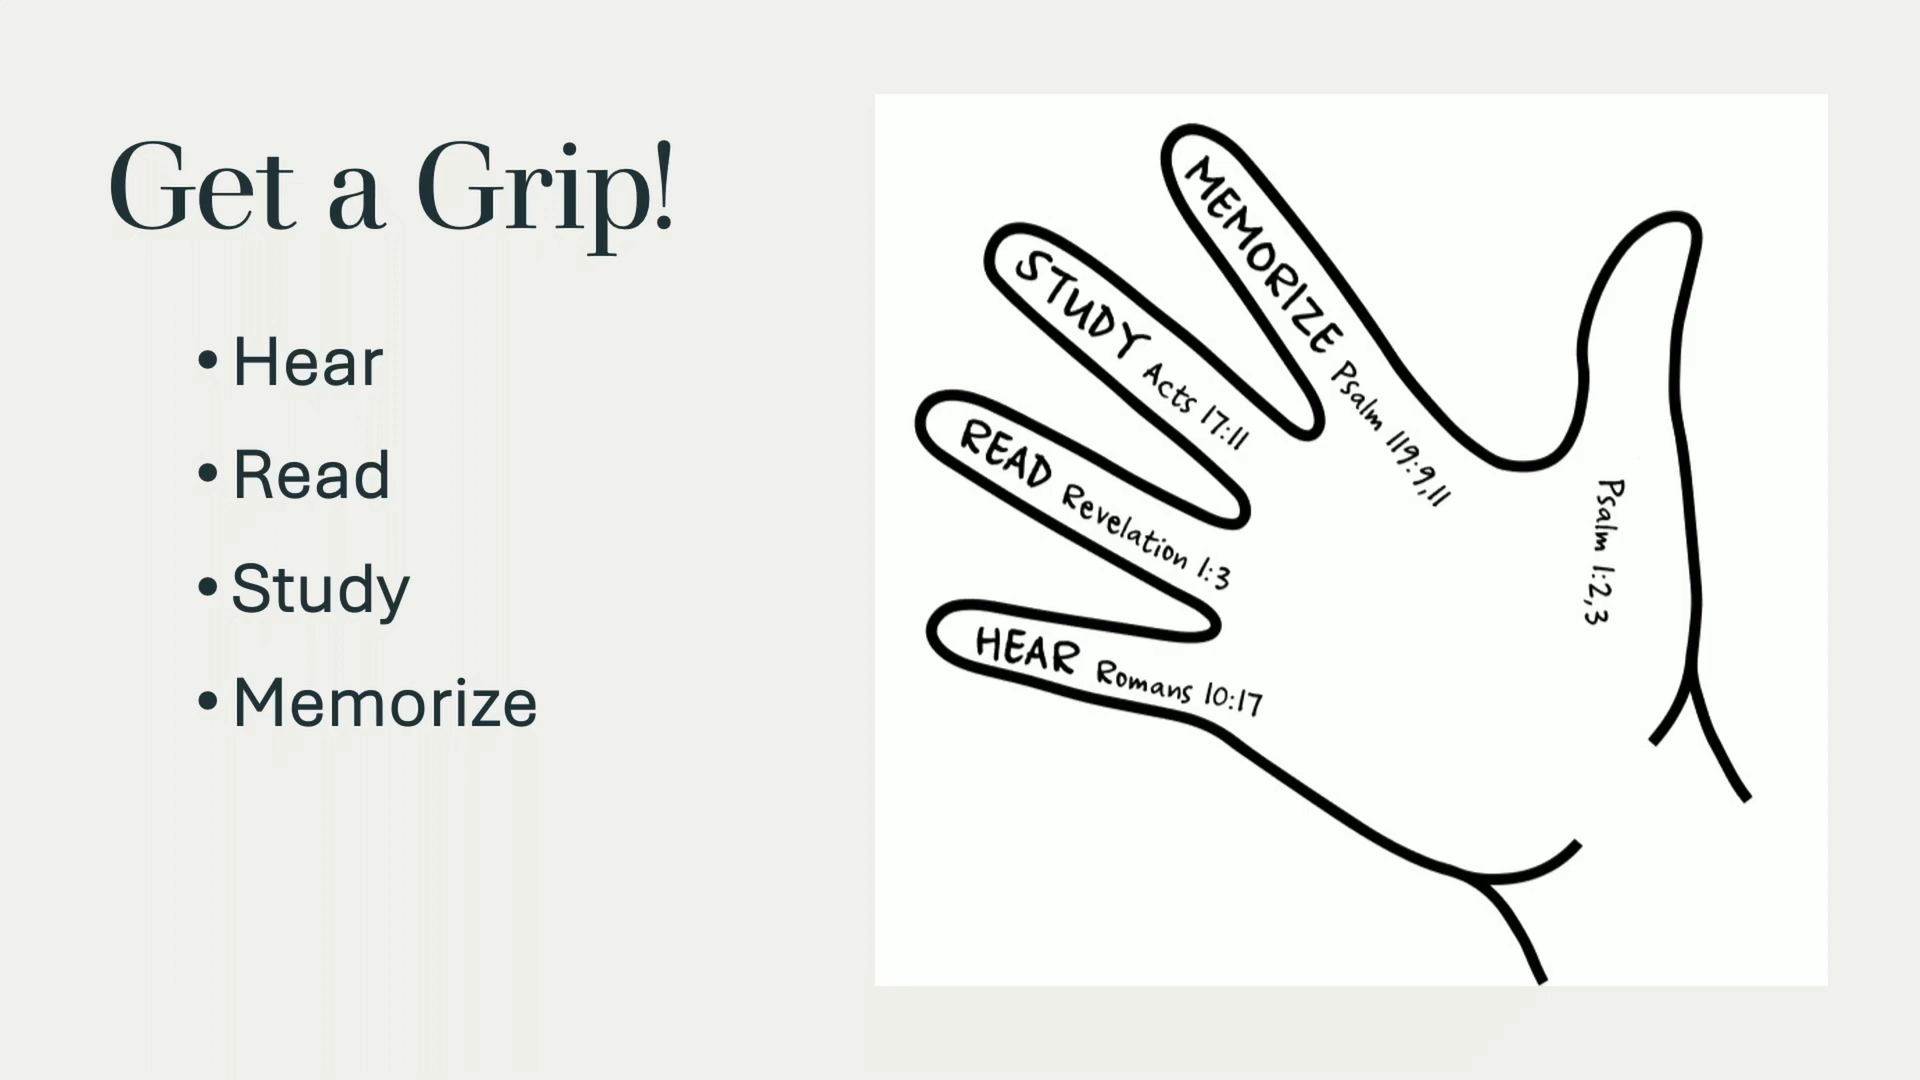 Get a Grip!
• Hear
• Read
• Study
• Memorize
MEMORIZE Psalm 119:9,11
STUDY Acts 17:11
READ Revelation 1:3
HEAR Romans 10:17
Psalm 1:2,3